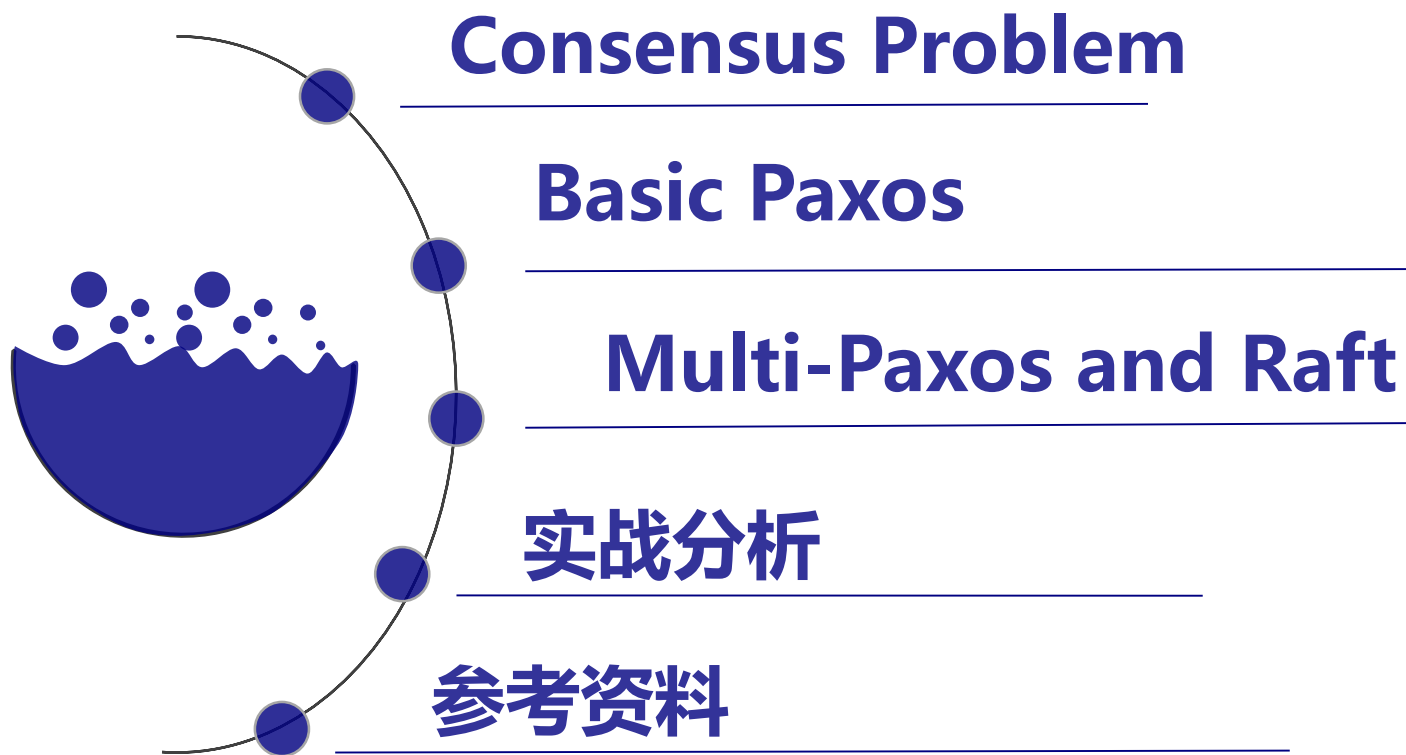 Consensus Problem
Basic Paxos
Multi-Paxos and Raft
实战分析
参考资料